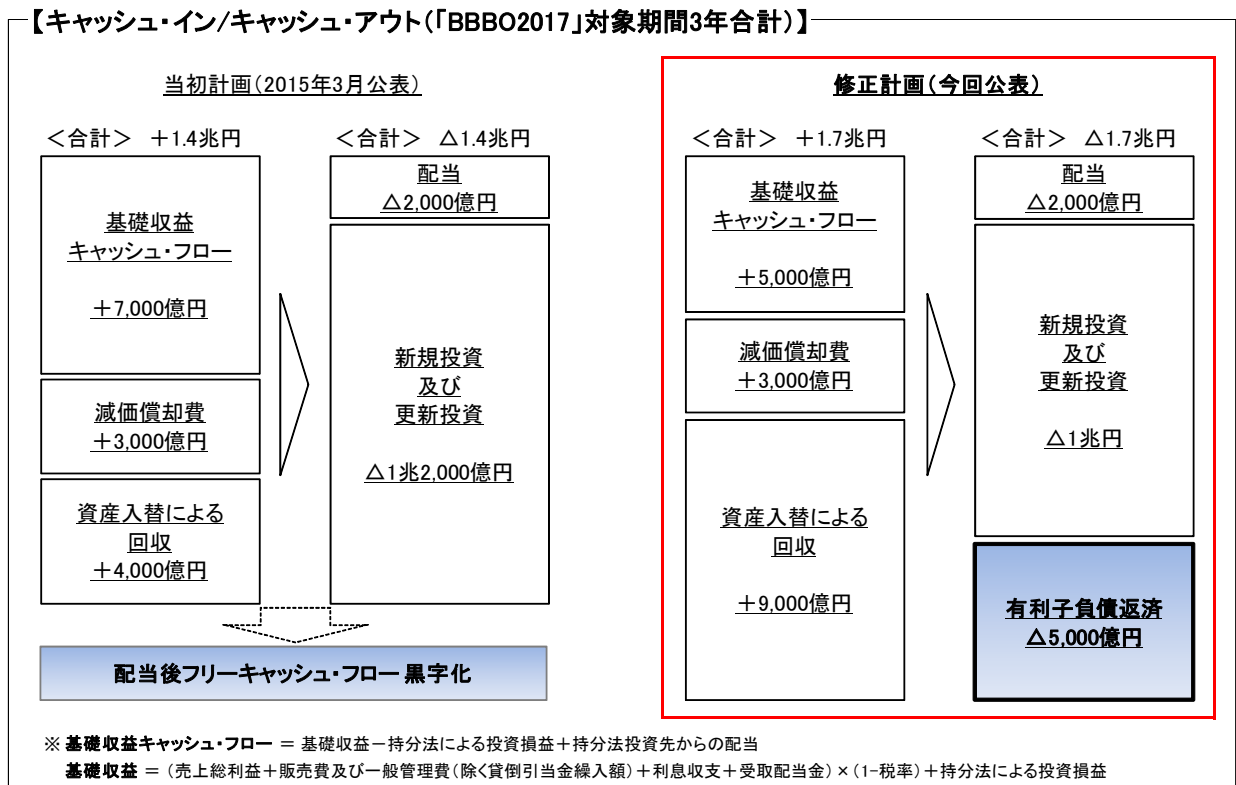 【キャッシュ・イン/キャッシュ・アウト(「BBBO2017」対象期間3年合計)】
当初計画(2015年3月公表)
<合計> +1.4兆円
基礎収益
キャッシュ・フロー
+7,000億円
減価償却費
+3,000億円
資産入替による
回収
+4,000億円
<合計> △1.4兆円
配当
△2,000億円
新規投資
及び
更新投資
△1兆2,000億円
配当後フリーキャッシュ・フロー 黒字化
修正計画(今回公表)
<合計> +1.7兆円
基礎収益
キャッシュ・フロー
+5,000億円
減価償却費
+3,000億円
資産入替による
回収
+9,000億円
<合計> △1.7兆円
配当
△2,000億円
新規投資
及び
更新投資
△1兆円
有利子負債返済
△5,000億円
※ 基礎収益キャッシュ・フロー = 基礎収益-持分法による投資損益+持分法投資先からの配当
基礎収益 = (売上総利益+販売費及び一般管理費(除く貸倒引当金繰入額)+利息収支+受取配当金)×(1-税率)+持分法による投資損益